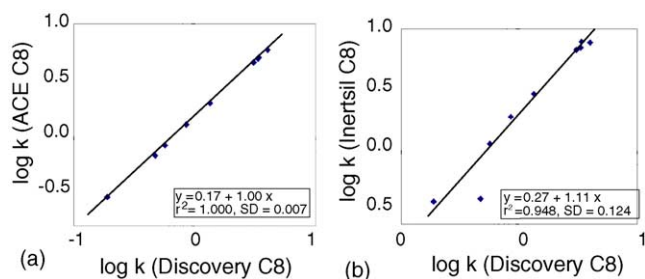 1.0
0.5
0.0
-0.5
log k (ACE C8)
y=0.17 + 1.00 x
r²= 1.000, SD = 0.007
-1
0
1
(a)
log k (Discovery C8)
1.0
0.5
0.0
0.5
log k (Inertsil C8)
y=0.27 + 1.11 x
r²=0.948, SD = 0.124
0
0
1
(b)
log k (Discovery C8)